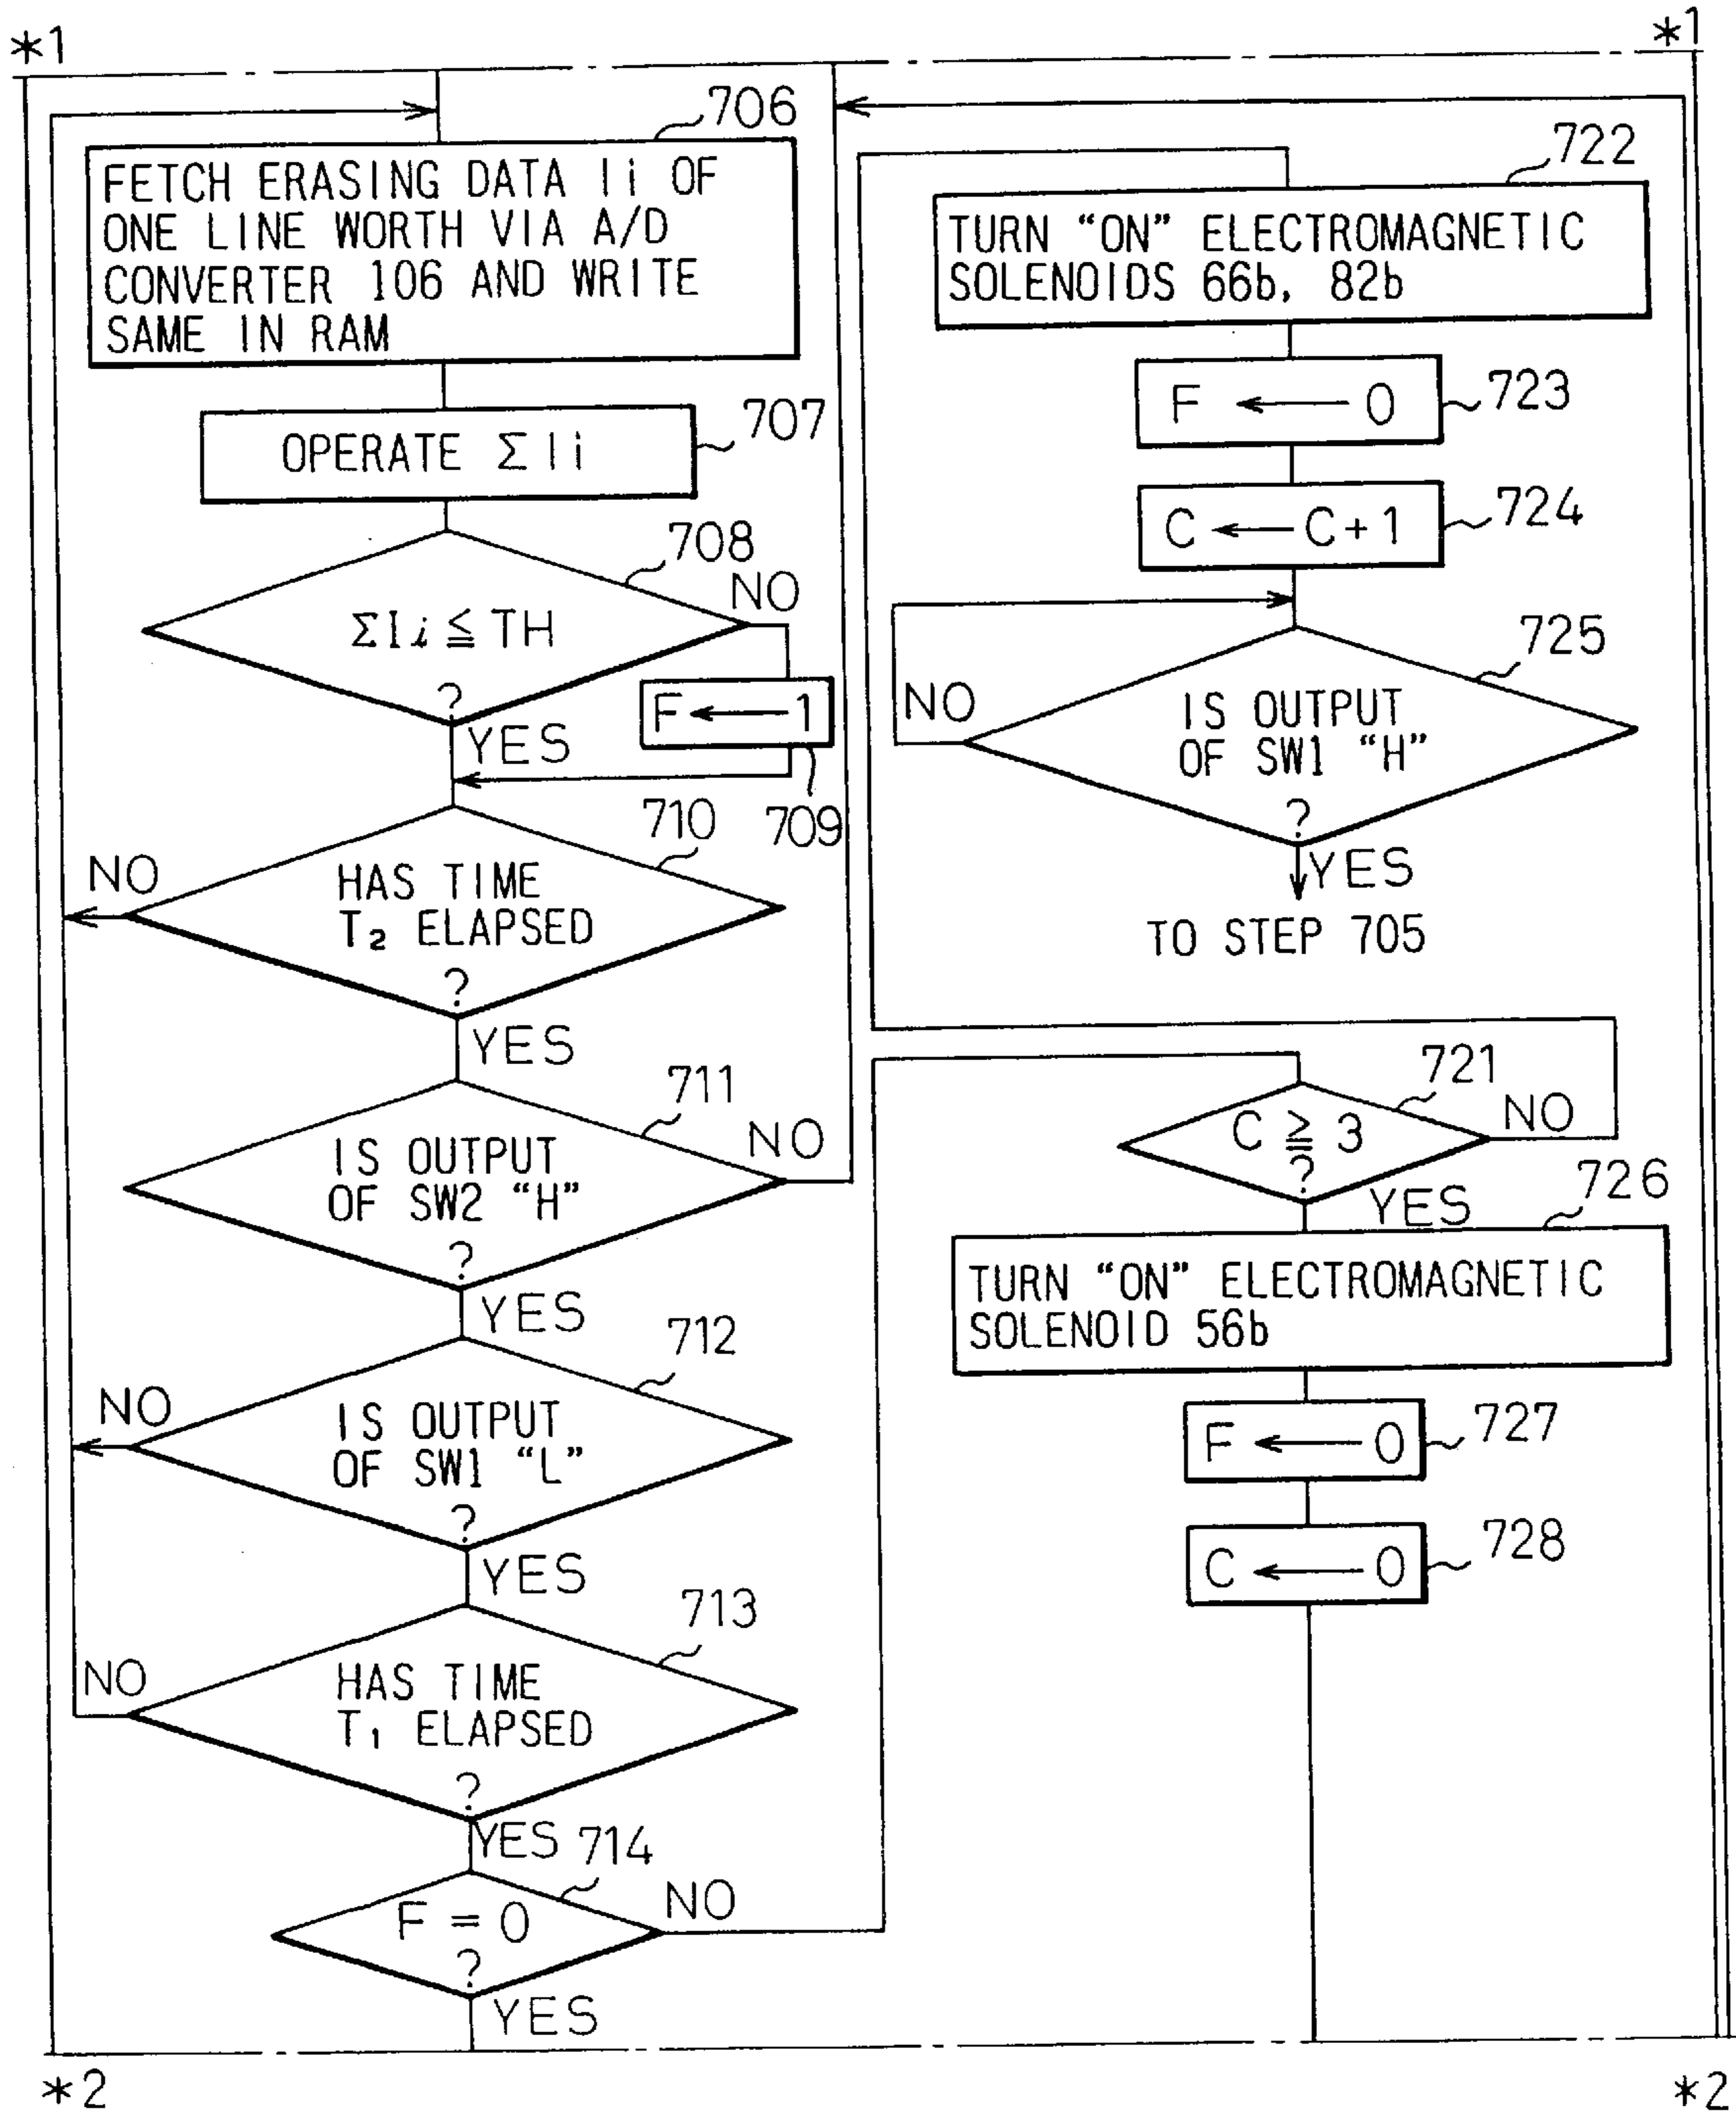 *1
*1
706
FETCH ERASING DATA Ii OF
ONE LINE WORTH VIA A/D
CONVERTER 106 AND WRITE
SAME IN RAM
707
OPERATE ΣIi
708
ΣIi ≦ TH
?
NO
YES
F ← 1
709
710
HAS TIME
T₂ ELAPSED
?
NO
YES
711
IS OUTPUT
OF SW2 “H”
?
NO
YES
712
IS OUTPUT
OF SW1 “L”
?
NO
YES
713
HAS TIME
T₁ ELAPSED
?
NO
YES
714
F = 0
?
NO
YES
722
TURN “ON” ELECTROMAGNETIC
SOLENOIDS 66b, 82b
F ← 0
723
C ← C+1
724
725
IS OUTPUT
OF SW1 “H”
?
NO
YES
TO STEP 705
721
C ≧ 3
?
NO
YES
726
TURN “ON” ELECTROMAGNETIC
SOLENOID 56b
F ← 0
727
C ← 0
728
*2
*2